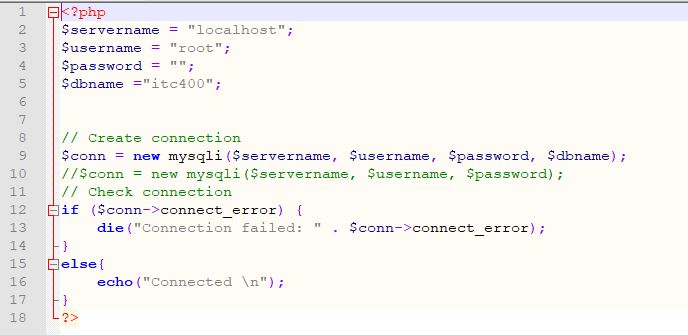 1 <?php
2 $servername = "localhost";
3 $username = "root";
4 $password = "";
5 $dbname ="itc400";
6
7
8 // Create connection
9 $conn = new mysqli($servername, $username, $password, $dbname);
10 //$conn = new mysqli($servername, $username, $password);
11 // Check connection
12 if ($conn->connect_error) {
13     die("Connection failed: " . $conn->connect_error);
14 }
15 else{
16     echo("Connected \n");
17 }
18 ?>